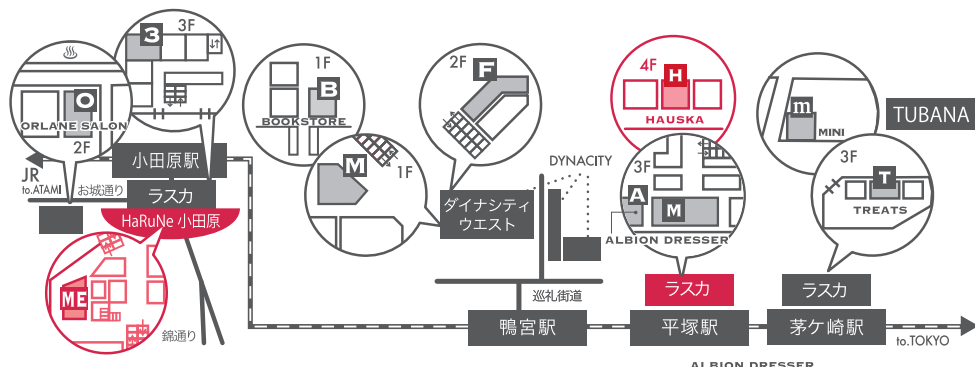 3F
3
O
ORLANE SALON
2F
小田原駅
JR
to.ATAMI
お城通り
ラスカ
HaRuNe 小田原
ME
錦通り
1F
B
BOOKSTORE
M
1F
2F
F
ダイナシティ
ウエスト
DYNACITY
巡礼街道
鴨宮駅
4F
H
HAUSKA
3F
A
M
ALBION DRESSER
ラスカ
平塚駅
m
MINI
TUBANA
3F
T
TREATS
ラスカ
茅ケ崎駅
to.TOKYO
ALBION DRESSER